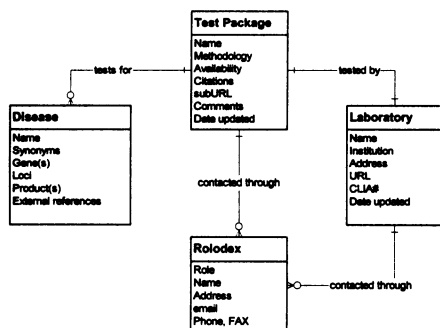 Test Package
Name
Methodology
Availability
Citations
subURL
Comments
Date updated
tests for
tested by
Disease
Name
Synonyms
Gene(s)
Loci
Product(s)
External references
Laboratory
Name
Institution
Address
URL
CLIA#
Date updated
contacted through
Rolodex
Role
Name
Address
email
Phone, FAX
contacted through